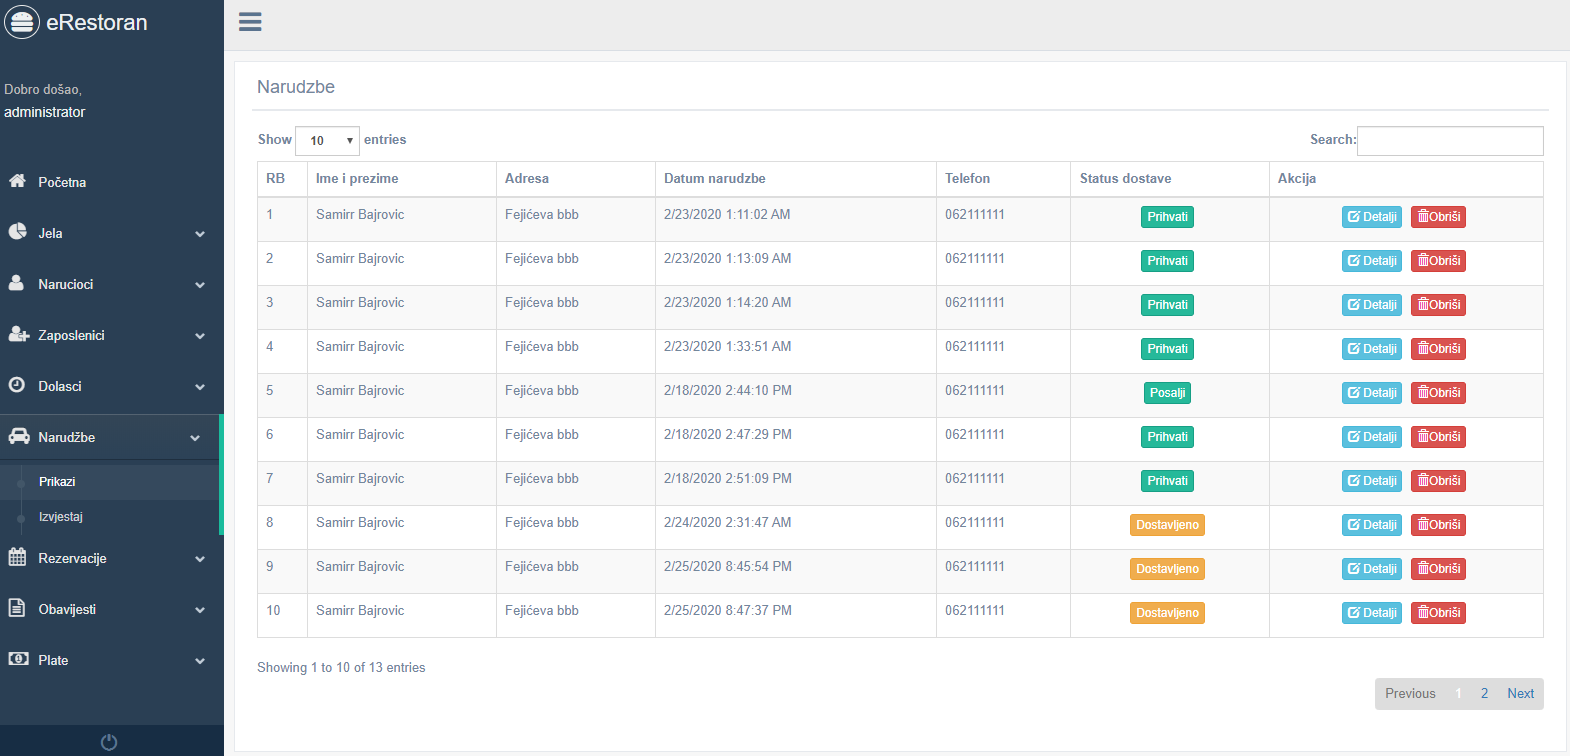 eRestoran
Dobro došao,
administrator
Početna
Jela
Narucioci
Zaposlenici
Dolasci
Narudžbe
Prikazi
Izvjestaj
Rezervacije
Obavijesti
Plate
Narudzbe
Show 10 entries Search:
RB Ime i prezime Adresa Datum narudzbe Telefon Status dostave Akcija
1 Samirr Bajrovic Fejićeva bbb 2/23/2020 1:11:02 AM 062111111 Prihvati Detalji Obriši
2 Samirr Bajrovic Fejićeva bbb 2/23/2020 1:13:09 AM 062111111 Prihvati Detalji Obriši
3 Samirr Bajrovic Fejićeva bbb 2/23/2020 1:14:20 AM 062111111 Prihvati Detalji Obriši
4 Samirr Bajrovic Fejićeva bbb 2/23/2020 1:33:51 AM 062111111 Prihvati Detalji Obriši
5 Samirr Bajrovic Fejićeva bbb 2/18/2020 2:44:10 PM 062111111 Posalji Detalji Obriši
6 Samirr Bajrovic Fejićeva bbb 2/18/2020 2:47:29 PM 062111111 Prihvati Detalji Obriši
7 Samirr Bajrovic Fejićeva bbb 2/18/2020 2:51:09 PM 062111111 Prihvati Detalji Obriši
8 Samirr Bajrovic Fejićeva bbb 2/24/2020 2:31:47 AM 062111111 Dostavljeno Detalji Obriši
9 Samirr Bajrovic Fejićeva bbb 2/25/2020 8:45:54 PM 062111111 Dostavljeno Detalji Obriši
10 Samirr Bajrovic Fejićeva bbb 2/25/2020 8:47:37 PM 062111111 Dostavljeno Detalji Obriši
Showing 1 to 10 of 13 entries
Previous 1 2 Next